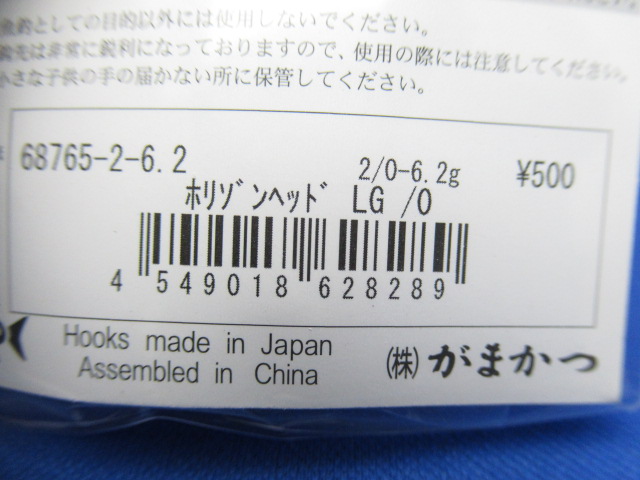 魚釣としての目的以外には使用しないでください。
鈎先は非常に鋭利になっておりますので、使用の際には注意してください。
小さな子供の手の届かない所に保管してください。
68765-2-6.2
2/0-6.2g
¥500
ﾎﾘｿﾞﾝﾍｯﾄﾞ LG /0
4 549018 628289
Hooks made in Japan
Assembled in China
(株) がまかつ